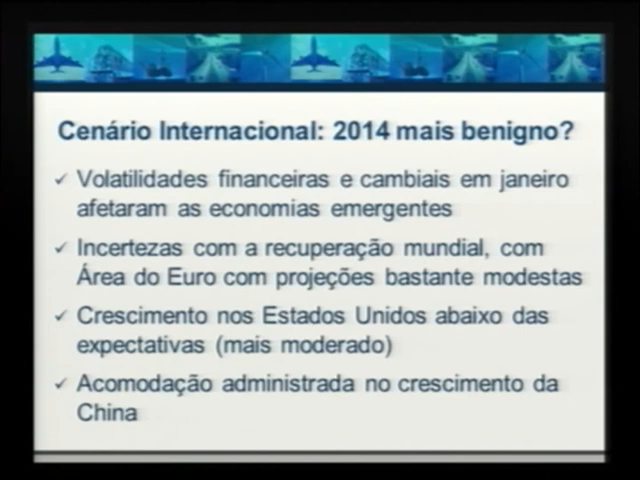 Cenário Internacional: 2014 mais benigno?
✓ Volatilidades financeiras e cambiais em janeiro
afetaram as economias emergentes
✓ Incertezas com a recuperação mundial, com
Área do Euro com projeções bastante modestas
✓ Crescimento nos Estados Unidos abaixo das
expectativas (mais moderado)
✓ Acomodação administrada no crescimento da
China